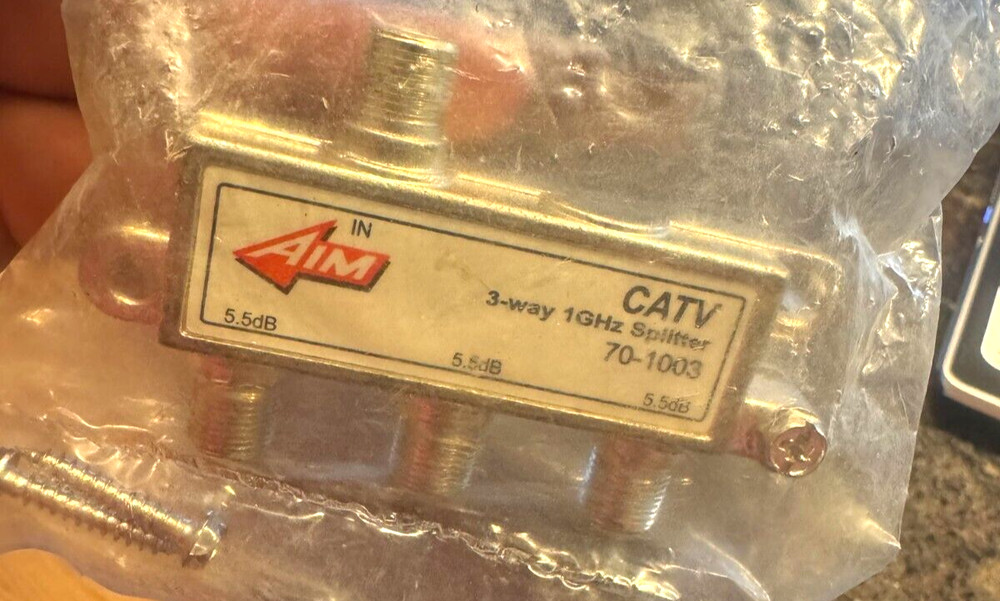 IN
AIM
CATV
3-way 1GHz Splitter
70-1003
5.5dB
5.5dB
5.5dB